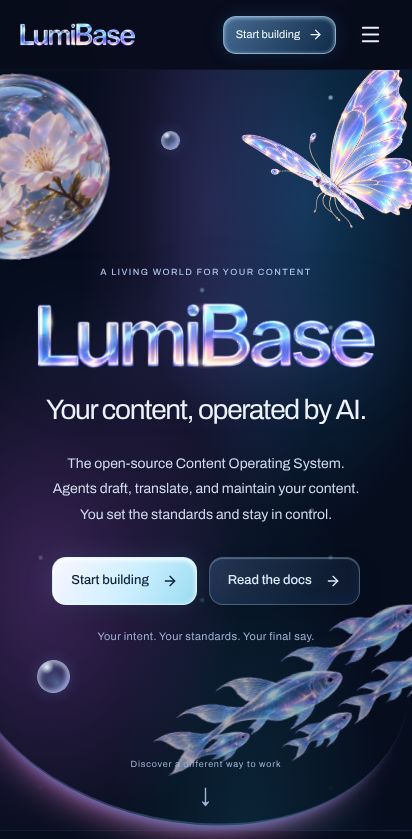 LumiBase
Start building
A LIVING WORLD FOR YOUR CONTENT
LumiBase
Your content, operated by AI.
The open-source Content Operating System.
Agents draft, translate, and maintain your content.
You set the standards and stay in control.
Start building
Read the docs
Your intent. Your standards. Your final say.
Discover a different way to work